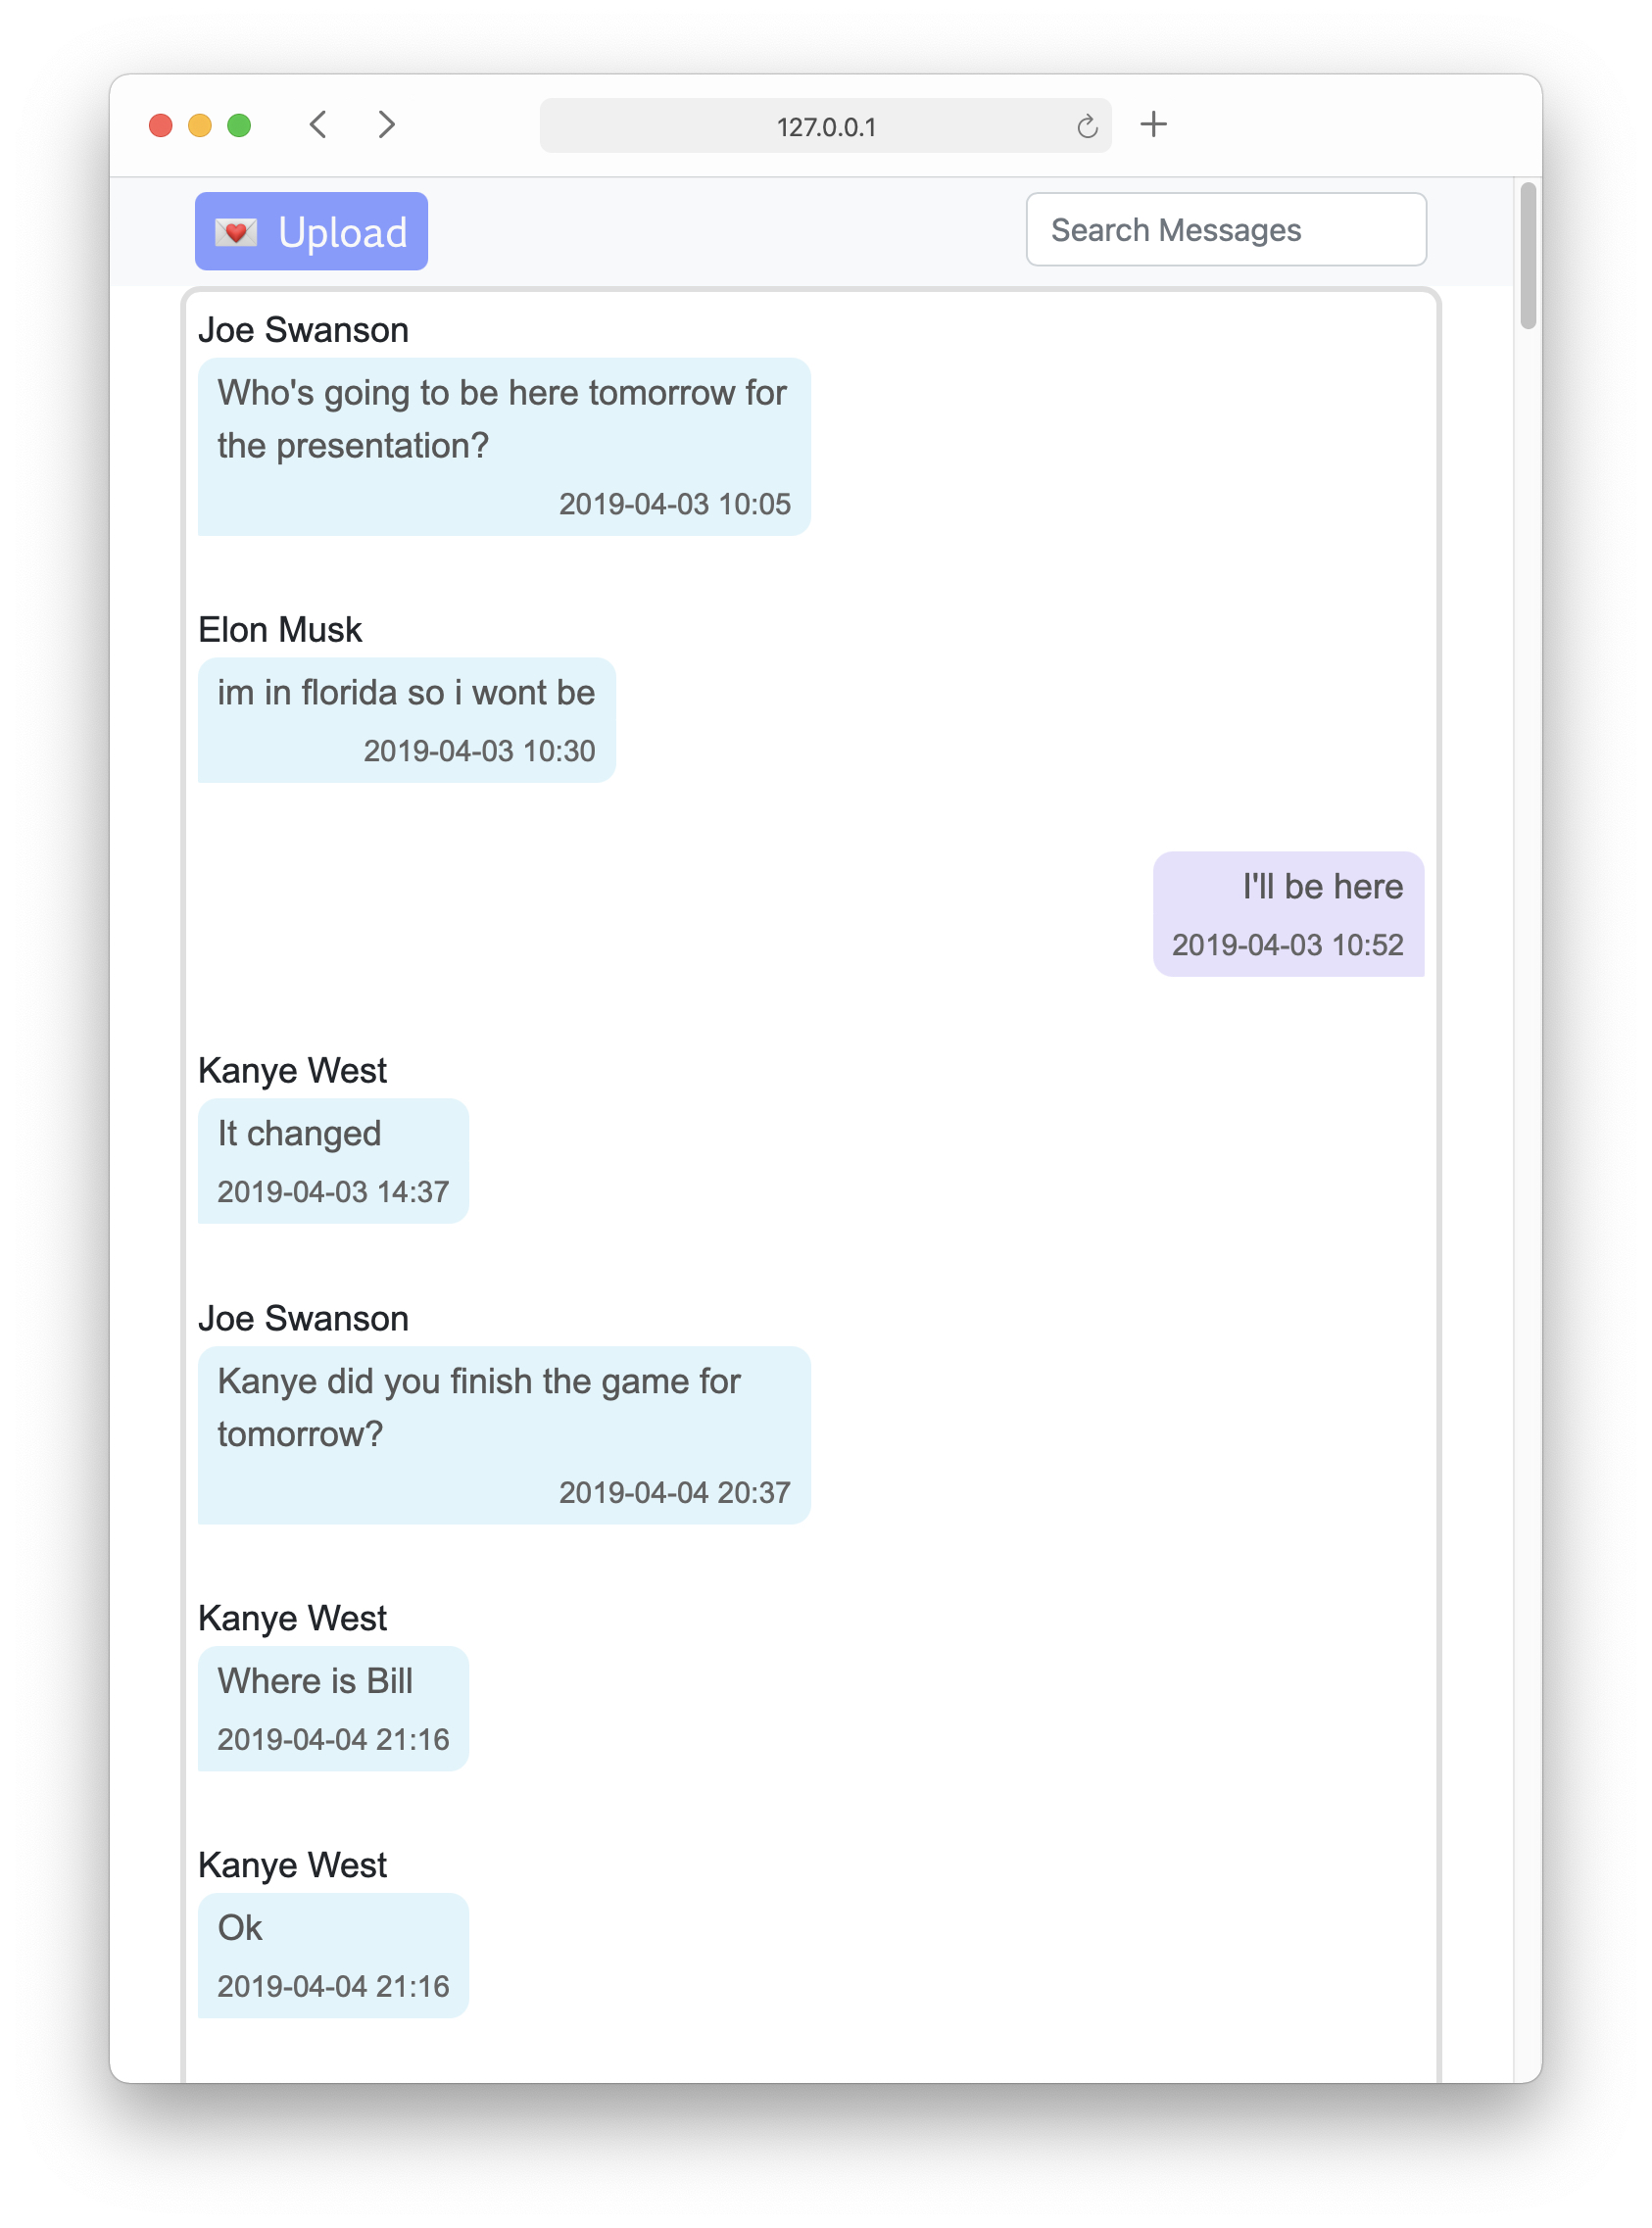 127.0.0.1
Upload
Search Messages
Joe Swanson
Who's going to be here tomorrow for
the presentation?
2019-04-03 10:05
Elon Musk
im in florida so i wont be
2019-04-03 10:30
I'll be here
2019-04-03 10:52
Kanye West
It changed
2019-04-03 14:37
Joe Swanson
Kanye did you finish the game for
tomorrow?
2019-04-04 20:37
Kanye West
Where is Bill
2019-04-04 21:16
Kanye West
Ok
2019-04-04 21:16